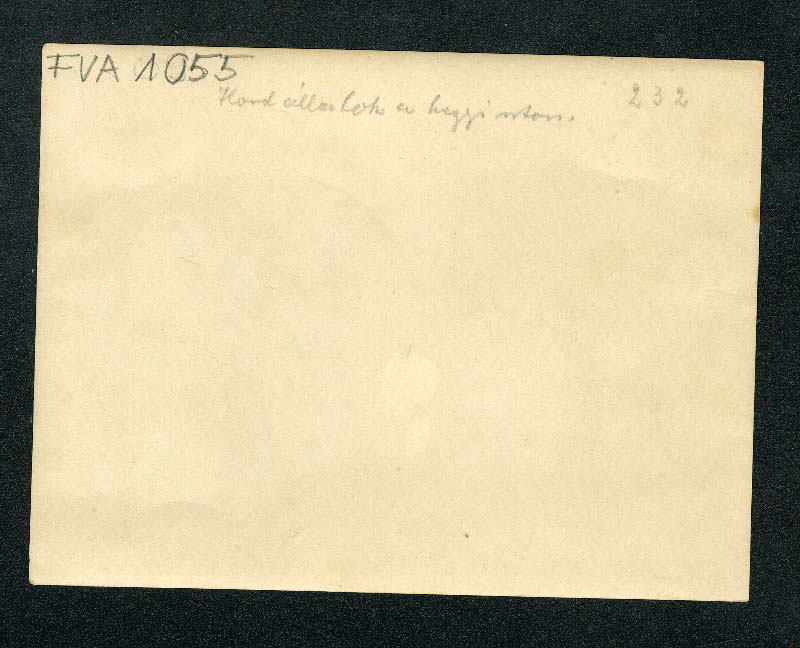 FVA 1055
Hord állatok a hegyi uton. 232